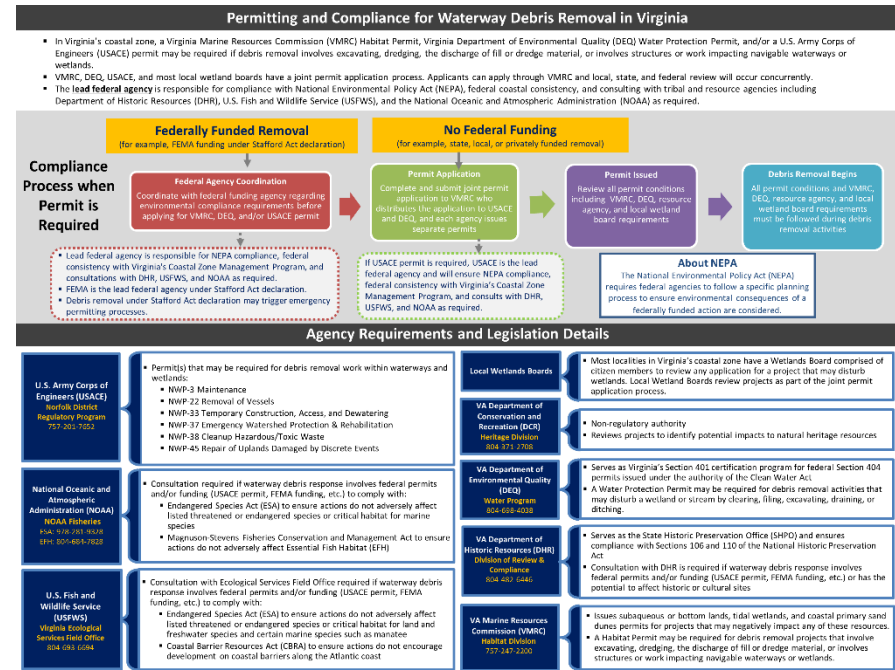 Permitting and Compliance for Waterway Debris Removal in Virginia
▪ In Virginia's coastal zone, a Virginia Marine Resources Commission (VMRC) Habitat Permit, Virginia Department of Environmental Quality (DEQ) Water Protection Permit, and/or a U.S. Army Corps of
Engineers (USACE) permit may be required if debris removal involves excavating, dredging, the discharge of fill or dredge material, or involves structures or work impacting navigable waterways or
wetlands.
▪ VMRC, DEQ, USACE, and most local wetland boards have a joint permit application process. Applicants can apply through VMRC and local, state, and federal review will occur concurrently.
▪ The lead federal agency is responsible for compliance with National Environmental Policy Act (NEPA), federal coastal consistency, and consulting with tribal and resource agencies including
Department of Historic Resources (DHR), U.S. Fish and Wildlife Service (USFWS), and the National Oceanic and Atmospheric Administration (NOAA) as required.
Compliance
Process when
Permit is
Required
Federally Funded Removal
(for example, FEMA funding under Stafford Act declaration)
No Federal Funding
(for example, state, local, or privately funded removal)
Federal Agency Coordination
Coordinate with federal funding agency regarding
environmental compliance requirements before
applying for VMRC, DEQ, and/or USACE permit
Permit Application
Complete and submit joint permit
application to VMRC who
distributes the application to USACE
and DEQ, and each agency issues
separate permits
Permit Issued
Review all permit conditions
including VMRC, DEQ, resource
agency, and local wetland
board requirements
Debris Removal Begins
All permit conditions and VMRC,
DEQ, resource agency, and local
wetland board requirements
must be followed during debris
removal activities
▪ Lead federal agency is responsible for NEPA compliance, federal
consistency with Virginia's Coastal Zone Management Program, and
consultations with DHR, USFWS, and NOAA as required.
▪ FEMA is the lead federal agency under Stafford Act declaration.
▪ Debris removal under Stafford Act declaration may trigger emergency
permitting processes.
If USACE permit is required, USACE is the lead
federal agency and will ensure NEPA compliance,
federal consistency with Virginia's Coastal Zone
Management Program, and consults with DHR,
USFWS, and NOAA as required.
About NEPA
The National Environmental Policy Act (NEPA)
requires federal agencies to follow a specific planning
process to ensure environmental consequences of a
federally funded action are considered.
Agency Requirements and Legislation Details
U.S. Army Corps of
Engineers (USACE)
Norfolk District
Regulatory Program
757-201-7652
▪ Permit(s) that may be required for debris removal work within waterways and
wetlands:
▪ NWP-3 Maintenance
▪ NWP-22 Removal of Vessels
▪ NWP-33 Temporary Construction, Access, and Dewatering
▪ NWP-37 Emergency Watershed Protection & Rehabilitation
▪ NWP-38 Cleanup Hazardous/Toxic Waste
▪ NWP-45 Repair of Uplands Damaged by Discrete Events
National Oceanic and
Atmospheric
Administration (NOAA)
NOAA Fisheries
ESA: 978-281-9328
EFH: 804-684-7828
▪ Consultation required if waterway debris response involves federal permits
and/or funding (USACE permit, FEMA funding, etc.) to comply with:
▪ Endangered Species Act (ESA) to ensure actions do not adversely affect
listed threatened or endangered species or critical habitat for marine
species
▪ Magnuson-Stevens Fisheries Conservation and Management Act to ensure
actions do not adversely affect Essential Fish Habitat (EFH)
U.S. Fish and
Wildlife Service
(USFWS)
Virginia Ecological
Services Field Office
804-693-6694
▪ Consultation with Ecological Services Field Office required if waterway debris
response involves federal permits and/or funding (USACE permit, FEMA
funding, etc.) to comply with:
▪ Endangered Species Act (ESA) to ensure actions do not adversely affect
listed threatened or endangered species or critical habitat for land and
freshwater species and certain marine species such as manatee
▪ Coastal Barrier Resources Act (CBRA) to ensure actions do not encourage
development on coastal barriers along the Atlantic coast
Local Wetlands Boards
▪ Most localities in Virginia's coastal zone have a Wetlands Board comprised of
citizen members to review any application for a project that may disturb
wetlands. Local Wetland Boards review projects as part of the joint permit
application process.
VA Department of
Conservation and
Recreation (DCR)
Heritage Division
804-371-2708
▪ Non-regulatory authority
▪ Reviews projects to identify potential impacts to natural heritage resources
VA Department of
Environmental Quality
(DEQ)
Water Program
804-698-4038
▪ Serves as Virginia's Section 401 certification program for federal Section 404
permits issued under the authority of the Clean Water Act
▪ A Water Protection Permit may be required for debris removal activities that
may disturb a wetland or stream by clearing, filing, excavating, draining, or
ditching.
VA Department of
Historic Resources (DHR)
Division of Review &
Compliance
804-482-6446
▪ Serves as the State Historic Preservation Office (SHPO) and ensures
compliance with Sections 106 and 110 of the National Historic Preservation
Act
▪ Consultation with DHR is required if waterway debris response involves
federal permits and/or funding (USACE permit, FEMA funding, etc.) or has the
potential to affect historic or cultural sites
VA Marine Resources
Commission (VMRC)
Habitat Division
757-247-2200
▪ Issues subaqueous or bottom lands, tidal wetlands, and coastal primary sand
dunes permits for projects that may negatively impact any of these resources.
▪ A Habitat Permit may be required for debris removal projects that involve
excavating, dredging, the discharge of fill or dredge material, or involves
structures or work impacting navigable waterways or wetlands.